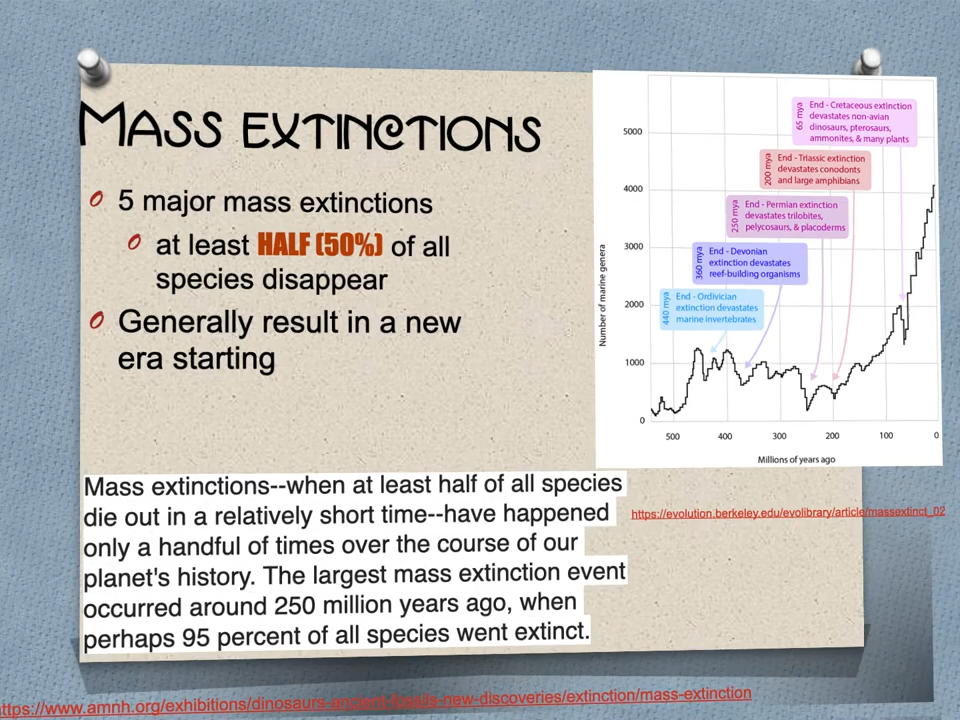 MASS EXTINCTIONS
5 major mass extinctions
at least HALF (50%) of all
species disappear
Generally result in a new
era starting
Mass extinctions--when at least half of all species
die out in a relatively short time--have happened
only a handful of times over the course of our
planet's history. The largest mass extinction event
occurred around 250 million years ago, when
perhaps 95 percent of all species went extinct.
Number of marine genera
5000
4000
3000
2000
1000
0
65 mya
End - Cretaceous extinction
devastates non-avian
dinosaurs, pterosaurs,
ammonites, & many plants
200 mya
End - Triassic extinction
devastates conodonts
and large amphibians
250 mya
End - Permian extinction
devastates trilobites,
pelycosaurs, & placoderms
360 mya
End - Devonian
extinction devastates
reef-building organisms
440 mya
End - Ordivician
extinction devastates
marine invertebrates
500 400 300 200 100 0
Millions of years ago
https://evolution.berkeley.edu/evolibrary/article/massextinct_02
ttps://www.amnh.org/exhibitions/dinosaurs-ancient-fossils-new-discoveries/extinction/mass-extinction